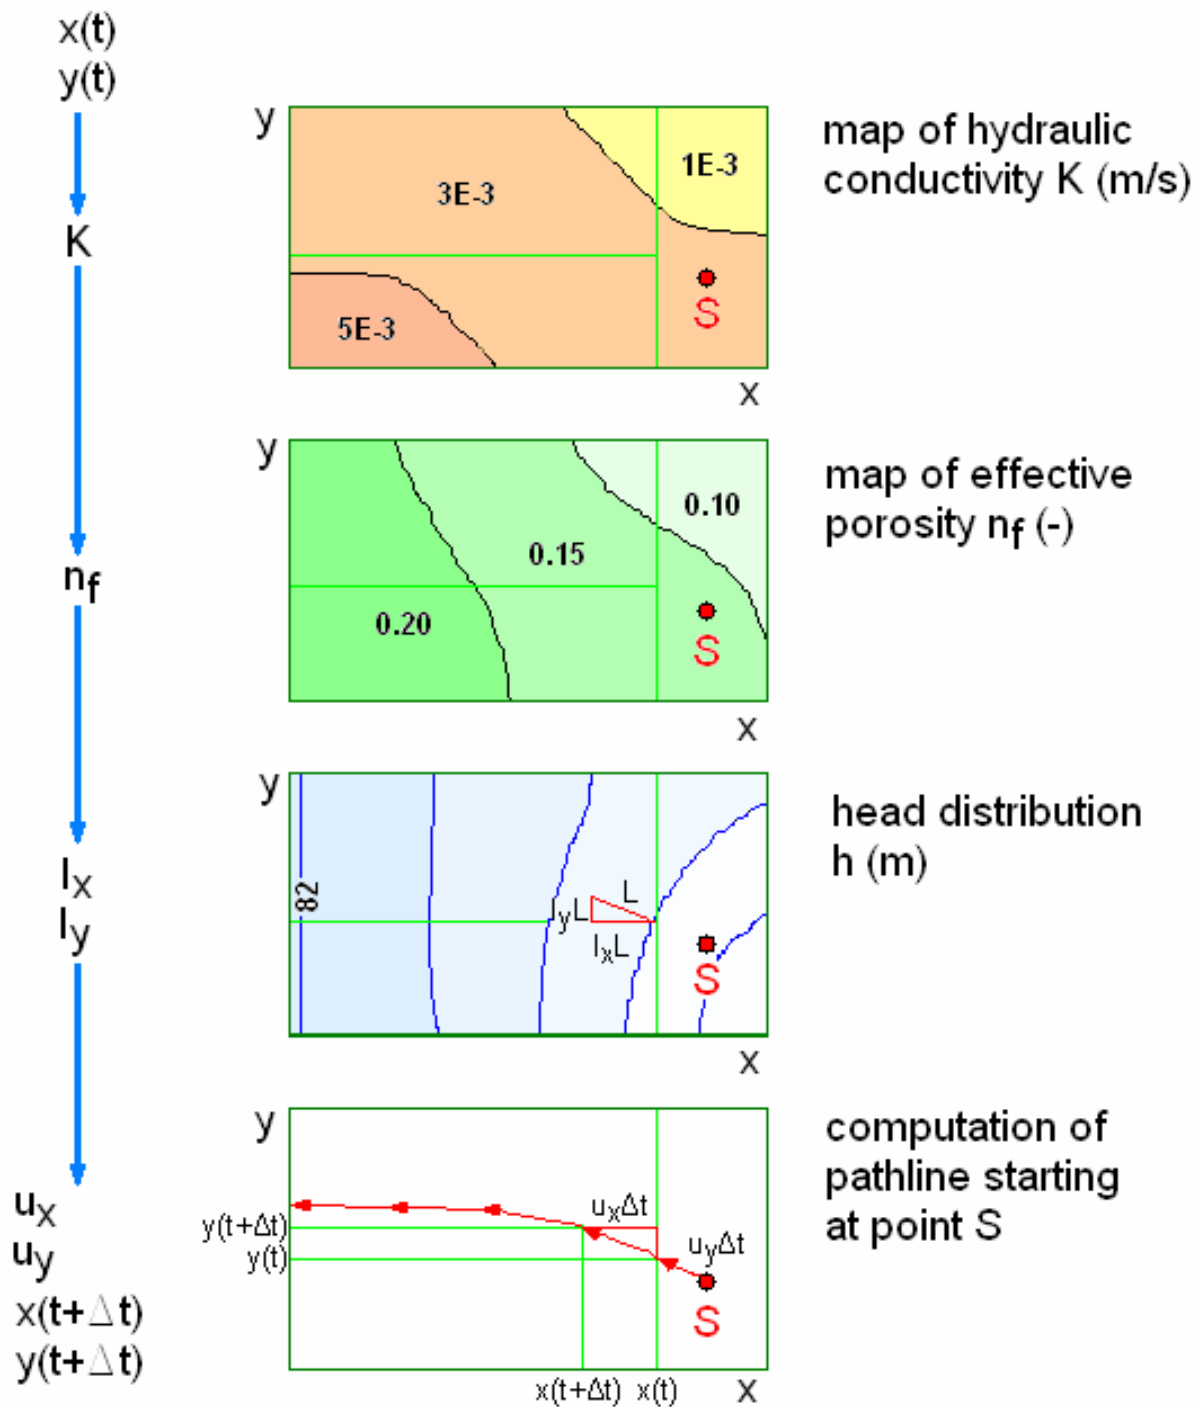 x(t)
y(t)
K
nf
Ix
Iy
ux
uy
x(t+Δt)
y(t+Δt)
y
1E-3
3E-3
5E-3
S
x
map of hydraulic
conductivity K (m/s)
y
0.10
0.15
0.20
S
x
map of effective
porosity nf (-)
y
82
L
IyL
IxL
S
x
head distribution
h (m)
y
uxΔt
y(t+Δt)
uyΔt
y(t)
S
x(t+Δt) x(t)
x
computation of
pathline starting
at point S